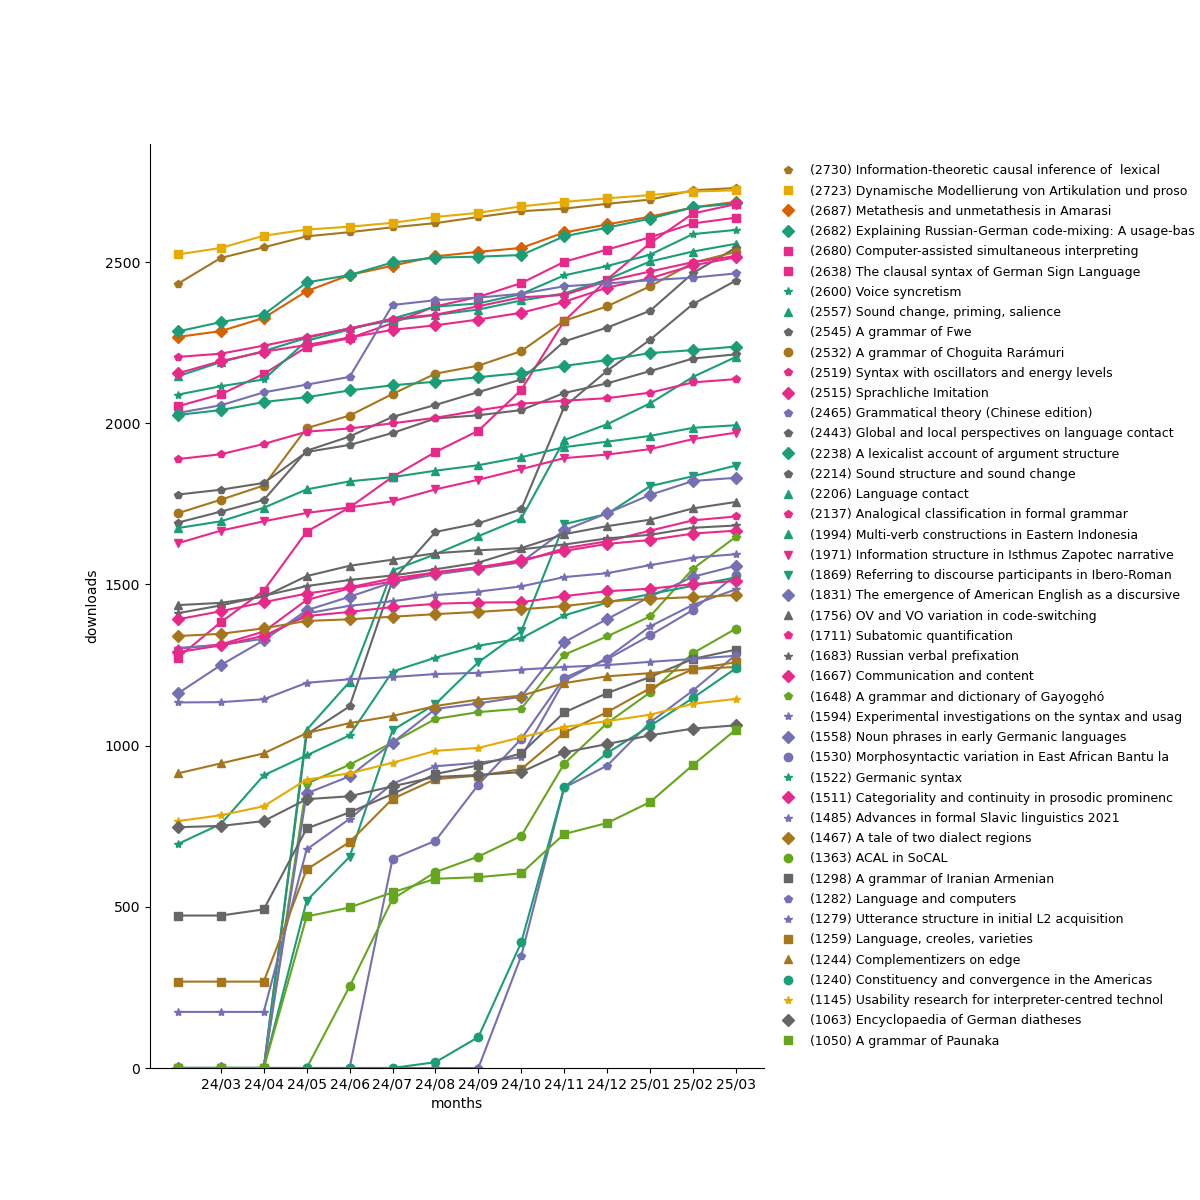 2500
2000
1500
1000
500
0
downloads
24/03 24/04 24/05 24/06 24/07 24/08 24/09 24/10 24/11 24/12 25/01 25/02 25/03
months
(2730) Information-theoretic causal inference of  lexical
(2723) Dynamische Modellierung von Artikulation und proso
(2687) Metathesis and unmetathesis in Amarasi
(2682) Explaining Russian-German code-mixing: A usage-bas
(2680) Computer-assisted simultaneous interpreting
(2638) The clausal syntax of German Sign Language
(2600) Voice syncretism
(2557) Sound change, priming, salience
(2545) A grammar of Fwe
(2532) A grammar of Choguita Rarámuri
(2519) Syntax with oscillators and energy levels
(2515) Sprachliche Imitation
(2465) Grammatical theory (Chinese edition)
(2443) Global and local perspectives on language contact
(2238) A lexicalist account of argument structure
(2214) Sound structure and sound change
(2206) Language contact
(2137) Analogical classification in formal grammar
(1994) Multi-verb constructions in Eastern Indonesia
(1971) Information structure in Isthmus Zapotec narrative
(1869) Referring to discourse participants in Ibero-Roman
(1831) The emergence of American English as a discursive
(1756) OV and VO variation in code-switching
(1711) Subatomic quantification
(1683) Russian verbal prefixation
(1667) Communication and content
(1648) A grammar and dictionary of Gayogo̱hó
(1594) Experimental investigations on the syntax and usag
(1558) Noun phrases in early Germanic languages
(1530) Morphosyntactic variation in East African Bantu la
(1522) Germanic syntax
(1511) Categoriality and continuity in prosodic prominenc
(1485) Advances in formal Slavic linguistics 2021
(1467) A tale of two dialect regions
(1363) ACAL in SoCAL
(1298) A grammar of Iranian Armenian
(1282) Language and computers
(1279) Utterance structure in initial L2 acquisition
(1259) Language, creoles, varieties
(1244) Complementizers on edge
(1240) Constituency and convergence in the Americas
(1145) Usability research for interpreter-centred technol
(1063) Encyclopaedia of German diatheses
(1050) A grammar of Paunaka